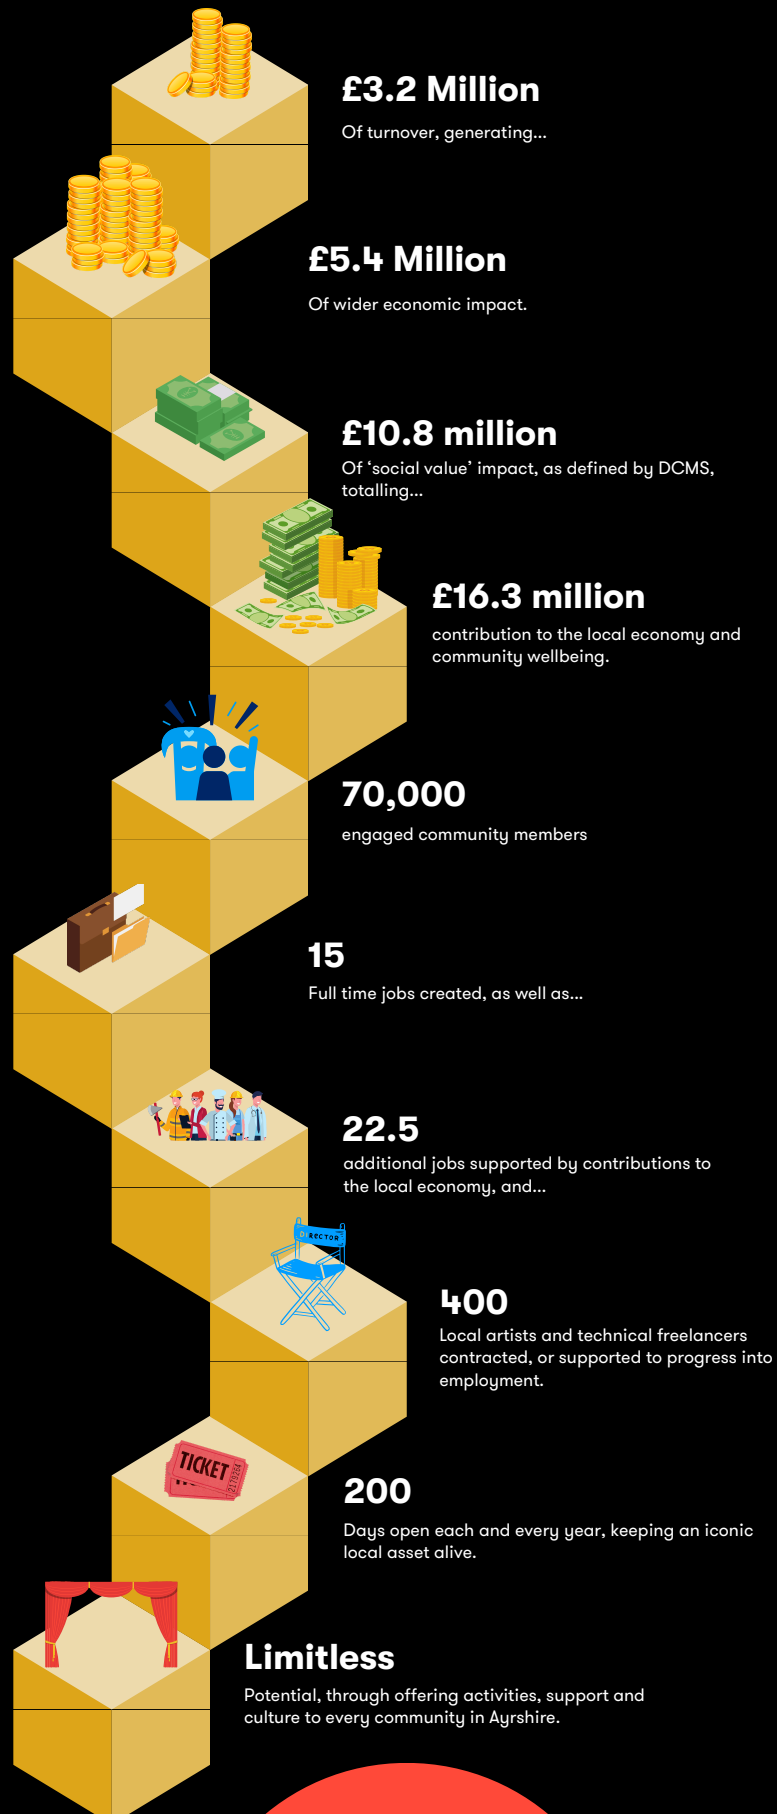 £3.2 Million
Of turnover, generating...
£5.4 Million
Of wider economic impact.
£10.8 million
Of ‘social value’ impact, as defined by DCMS,
totalling...
£16.3 million
contribution to the local economy and
community wellbeing.
70,000
engaged community members
15
Full time jobs created, as well as...
22.5
additional jobs supported by contributions to
the local economy, and...
DIRECTOR
400
Local artists and technical freelancers
contracted, or supported to progress into
employment.
TICKET
2179284
200
Days open each and every year, keeping an iconic
local asset alive.
Limitless
Potential, through offering activities, support and
culture to every community in Ayrshire.